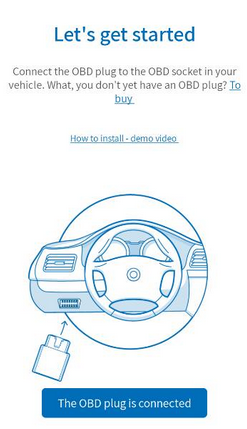 Let's get started
Connect the OBD plug to the OBD socket in your
vehicle. What, you don't yet have an OBD plug? To
buy
How to install - demo video
The OBD plug is connected